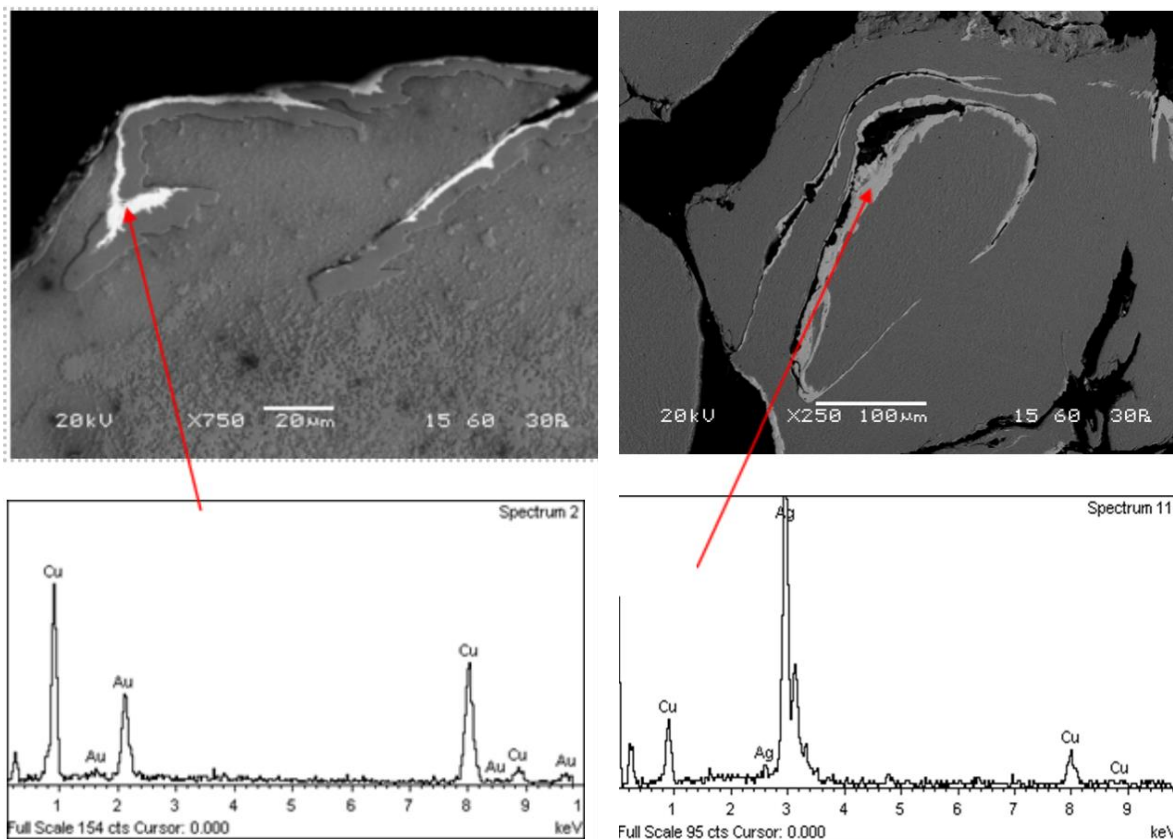 20kV X750 20μm 15 60 30Pa
20kV X250 100μm 15 60 30Pa
Spectrum 2
Cu
Au
Au
Cu
Au
Cu
Au
1 2 3 4 5 6 7 8 9 1
Full Scale 154 cts Cursor: 0.000 keV
Spectrum 11
Cu
Ag
Ag
Cu
Cu
1 2 3 4 5 6 7 8 9
Full Scale 95 cts Cursor: 0.000 keV